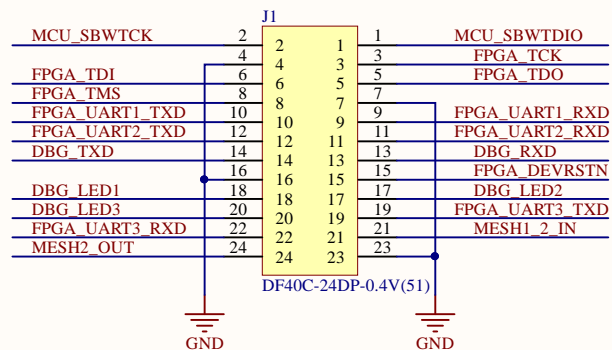 J1
MCU_SBWTCK 2 2 1 1 MCU_SBWTDIO
4 4 3 3 FPGA_TCK
FPGA_TDI 6 6 5 5 FPGA_TDO
FPGA_TMS 8 8 7 7
FPGA_UART1_TXD 10 10 9 9 FPGA_UART1_RXD
FPGA_UART2_TXD 12 12 11 11 FPGA_UART2_RXD
DBG_TXD 14 14 13 13 DBG_RXD
16 16 15 15 FPGA_DEVRSTN
DBG_LED1 18 18 17 17 DBG_LED2
DBG_LED3 20 20 19 19 FPGA_UART3_TXD
FPGA_UART3_RXD 22 22 21 21 MESH1_2_IN
MESH2_OUT 24 24 23 23
DF40C-24DP-0.4V(51)
GND GND